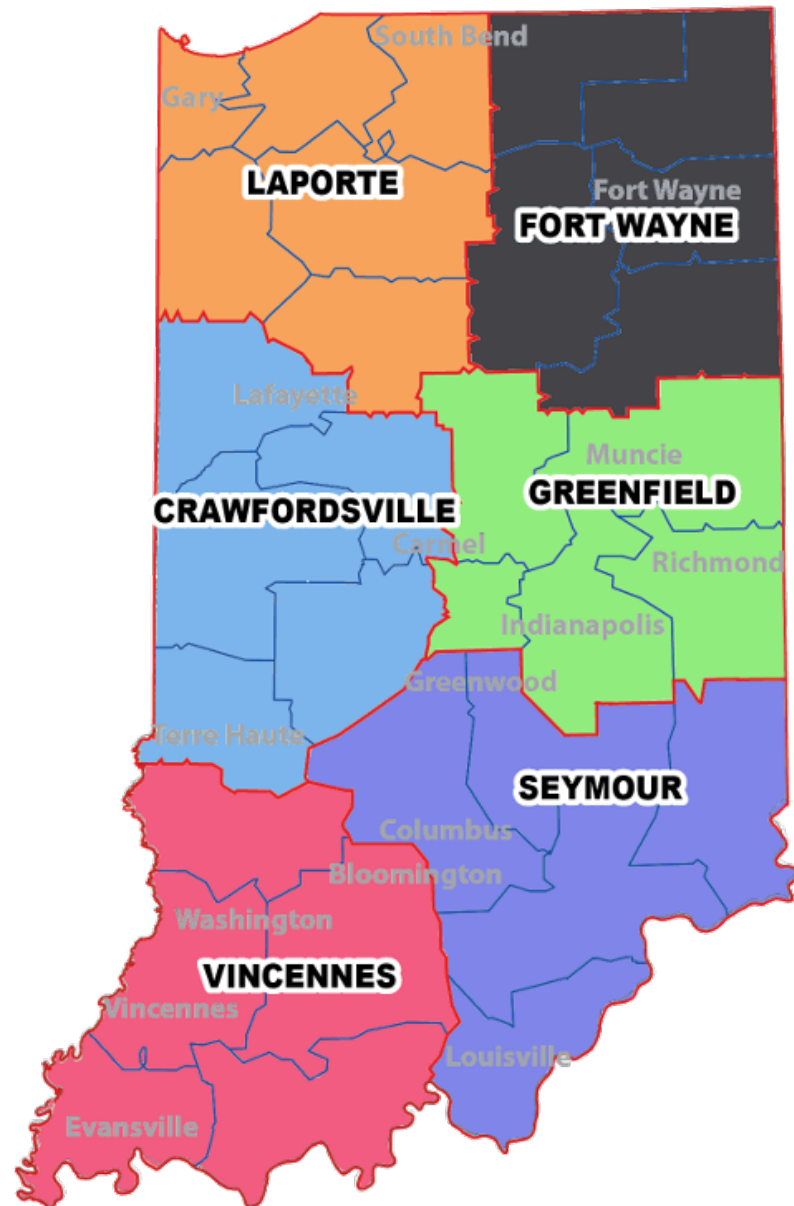 South Bend
Gary
LAPORTE
Fort Wayne
FORT WAYNE
Lafayette
Muncie
GREENFIELD
CRAWFORDSVILLE
Carmel
Richmond
Indianapolis
Greenwood
Terre Haute
SEYMOUR
Columbus
Bloomington
Washington
VINCENNES
Vincennes
Louisville
Evansville